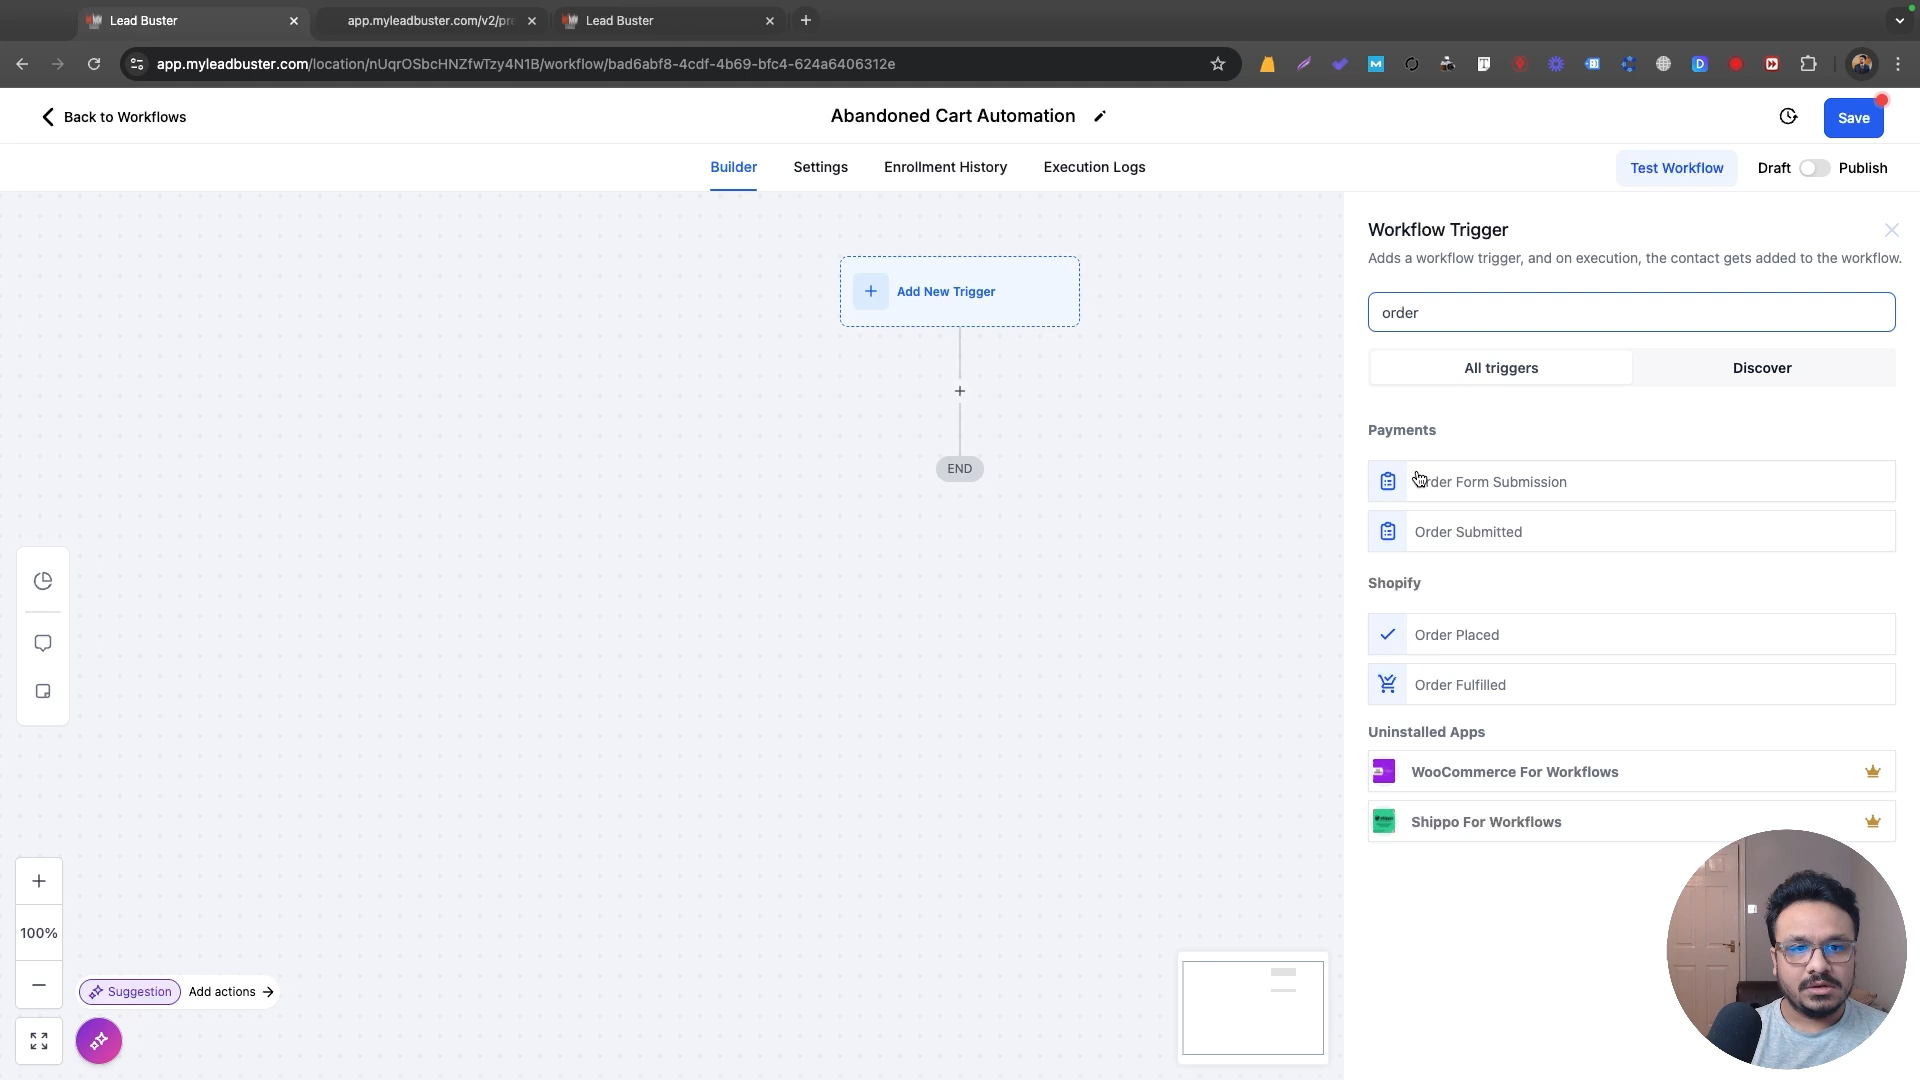 Lead Buster
app.myleadbuster.com/v2/pre
Lead Buster
app.myleadbuster.com/location/nUqrOSbcHNZfwTzy4N1B/workflow/bad6abf8-4cdf-4b69-bfc4-624a6406312e
Back to Workflows
Abandoned Cart Automation
Save
Builder
Settings
Enrollment History
Execution Logs
Test Workflow
Draft
Publish
Workflow Trigger
Adds a workflow trigger, and on execution, the contact gets added to the workflow.
order
All triggers
Discover
Add New Trigger
END
Payments
Order Form Submission
Order Submitted
Shopify
Order Placed
Order Fulfilled
Uninstalled Apps
WooCommerce For Workflows
Shippo For Workflows
100%
Suggestion
Add actions